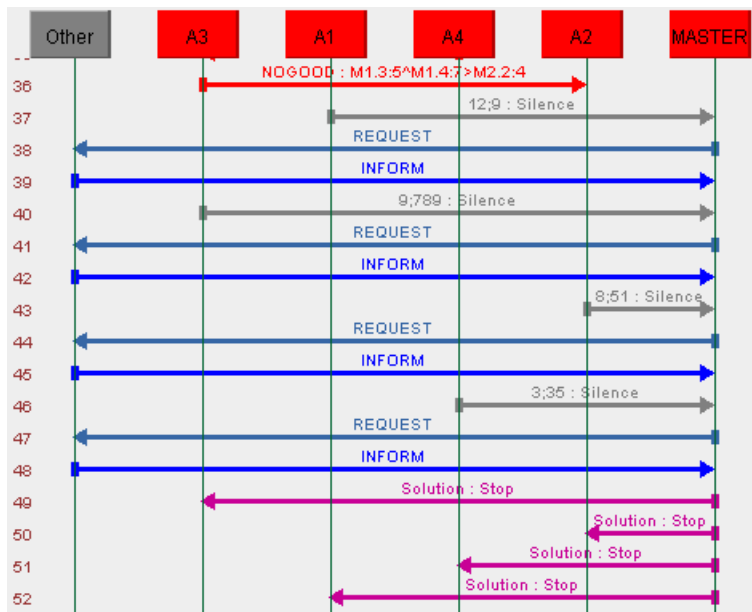 Other A3 A1 A4 A2 MASTER
NOGOOD : M1.3:5^M1.4:7>M2.2:4
36
12;9 : Silence
37
REQUEST
38
INFORM
39
9;789 : Silence
40
REQUEST
41
INFORM
42
8;51 : Silence
43
REQUEST
44
INFORM
45
3;35 : Silence
46
REQUEST
47
INFORM
48
Solution : Stop
49
Solution : Stop
50
Solution : Stop
51
Solution : Stop
52